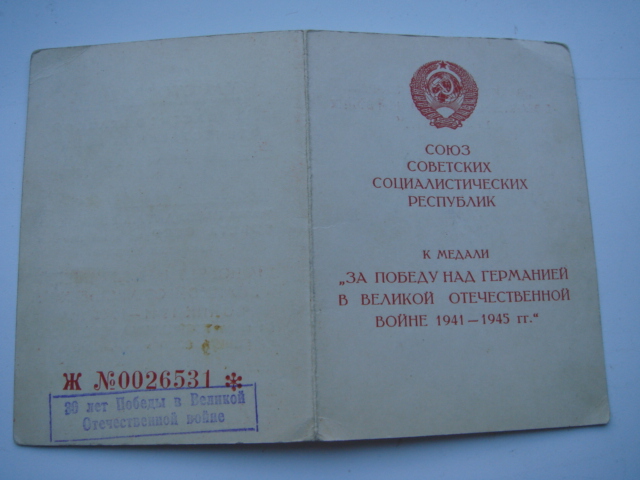 Ж №0026531 ✻
30 лет Победы в Великой
Отечественной войне
СОЮЗ
СОВЕТСКИХ
СОЦИАЛИСТИЧЕСКИХ
РЕСПУБЛИК
К МЕДАЛИ
„ЗА ПОБЕДУ НАД ГЕРМАНИЕЙ
В ВЕЛИКОЙ ОТЕЧЕСТВЕННОЙ
ВОЙНЕ 1941—1945 гг."